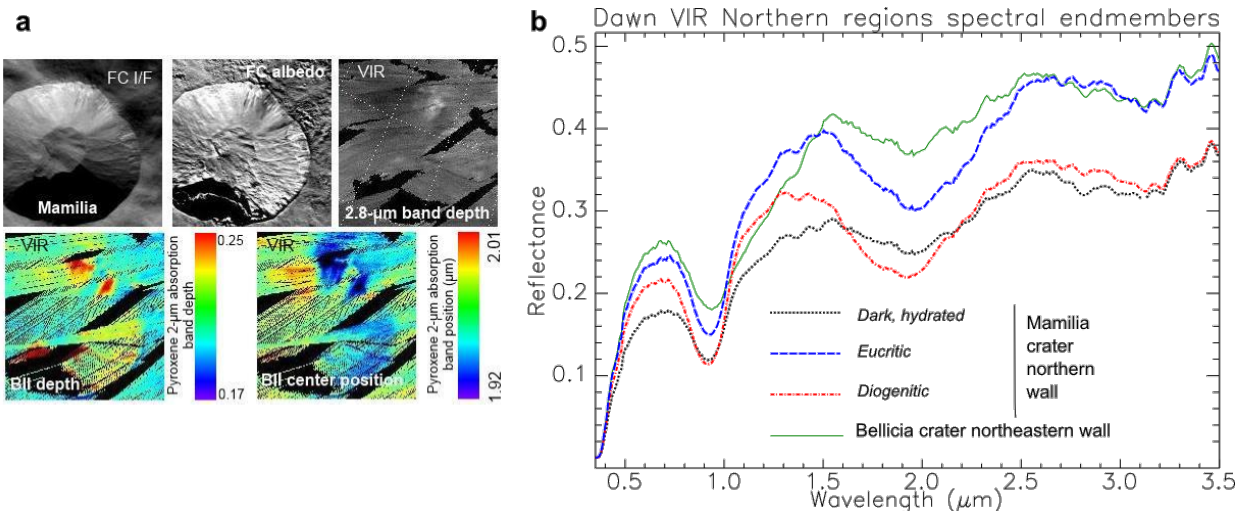 a
FC I/F
Mamilia
FC albedo
VIR
2.8-μm band depth
VIR
BII depth
0.25
Pyroxene 2-μm absorption
band depth
0.17
VIR
BII center position
2.01
Pyroxene 2-μm absorption
band position (μm)
1.92
b
Dawn VIR Northern regions spectral endmembers
Reflectance
0.5
0.4
0.3
0.2
0.1
Dark, hydrated
Eucritic
Diogenitic
Mamilia
crater
northern
wall
Bellicia crater northeastern wall
0.5
1.0
1.5
2.0
2.5
3.0
3.5
Wavelength (μm)